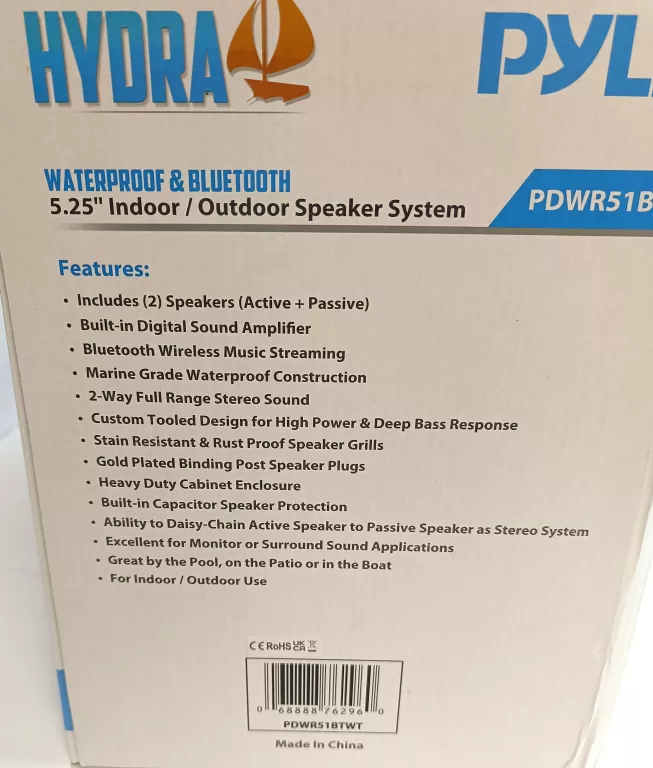 HYDRA PYL
WATERPROOF & BLUETOOTH
5.25" Indoor / Outdoor Speaker System PDWR51B
Features:
• Includes (2) Speakers (Active + Passive)
• Built-in Digital Sound Amplifier
• Bluetooth Wireless Music Streaming
• Marine Grade Waterproof Construction
• 2-Way Full Range Stereo Sound
• Custom Tooled Design for High Power & Deep Bass Response
• Stain Resistant & Rust Proof Speaker Grills
• Gold Plated Binding Post Speaker Plugs
• Heavy Duty Cabinet Enclosure
• Built-in Capacitor Speaker Protection
• Ability to Daisy-Chain Active Speaker to Passive Speaker as Stereo System
• Excellent for Monitor or Surround Sound Applications
• Great by the Pool, on the Patio or in the Boat
• For Indoor / Outdoor Use
CE RoHS UK CA
0 68888 76296 0
PDWR51BTWT
Made In China